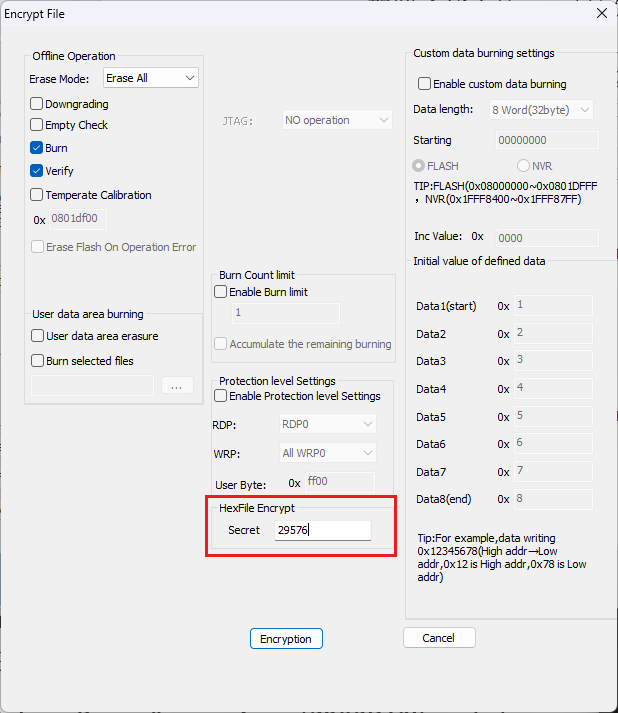 Encrypt File
Offline Operation
Erase Mode: Erase All
Downgrading
Empty Check
Burn
Verify
Temperate Calibration
0x 0801df00
Erase Flash On Operation Error
User data area burning
User data area erasure
Burn selected files
...
JTAG: NO operation
Burn Count limit
Enable Burn limit
1
Accumulate the remaining burning
Protection level Settings
Enable Protection level Settings
RDP: RDP0
WRP: All WRP0
User Byte: 0x ff00
HexFile Encrypt
Secret 29576
Custom data burning settings
Enable custom data burning
Data length: 8 Word(32byte)
Starting 00000000
FLASH NVR
TIP:FLASH(0x08000000~0x0801DFFF
, NVR(0x1FFF8400~0x1FFF87FF)
Inc Value: 0x 0000
Initial value of defined data
Data1(start) 0x 1
Data2 0x 2
Data3 0x 3
Data4 0x 4
Data5 0x 5
Data6 0x 6
Data7 0x 7
Data8(end) 0x 8
Tip:For example,data writing
0x12345678(High addr→Low
addr,0x12 is High addr,0x78 is Low
addr)
Encryption
Cancel